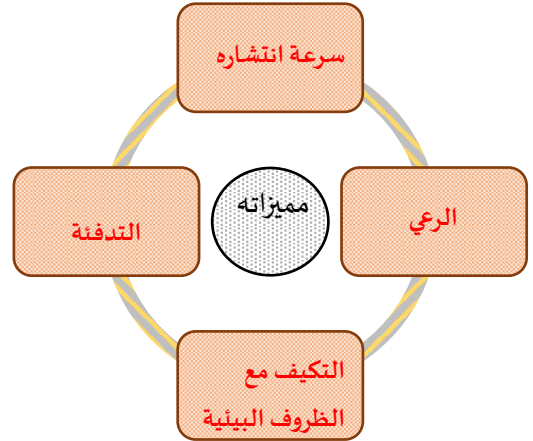 سرعة انتشاره
مميزاته
الرعي
التدفئة
التكيف مع
الظروف البيئية